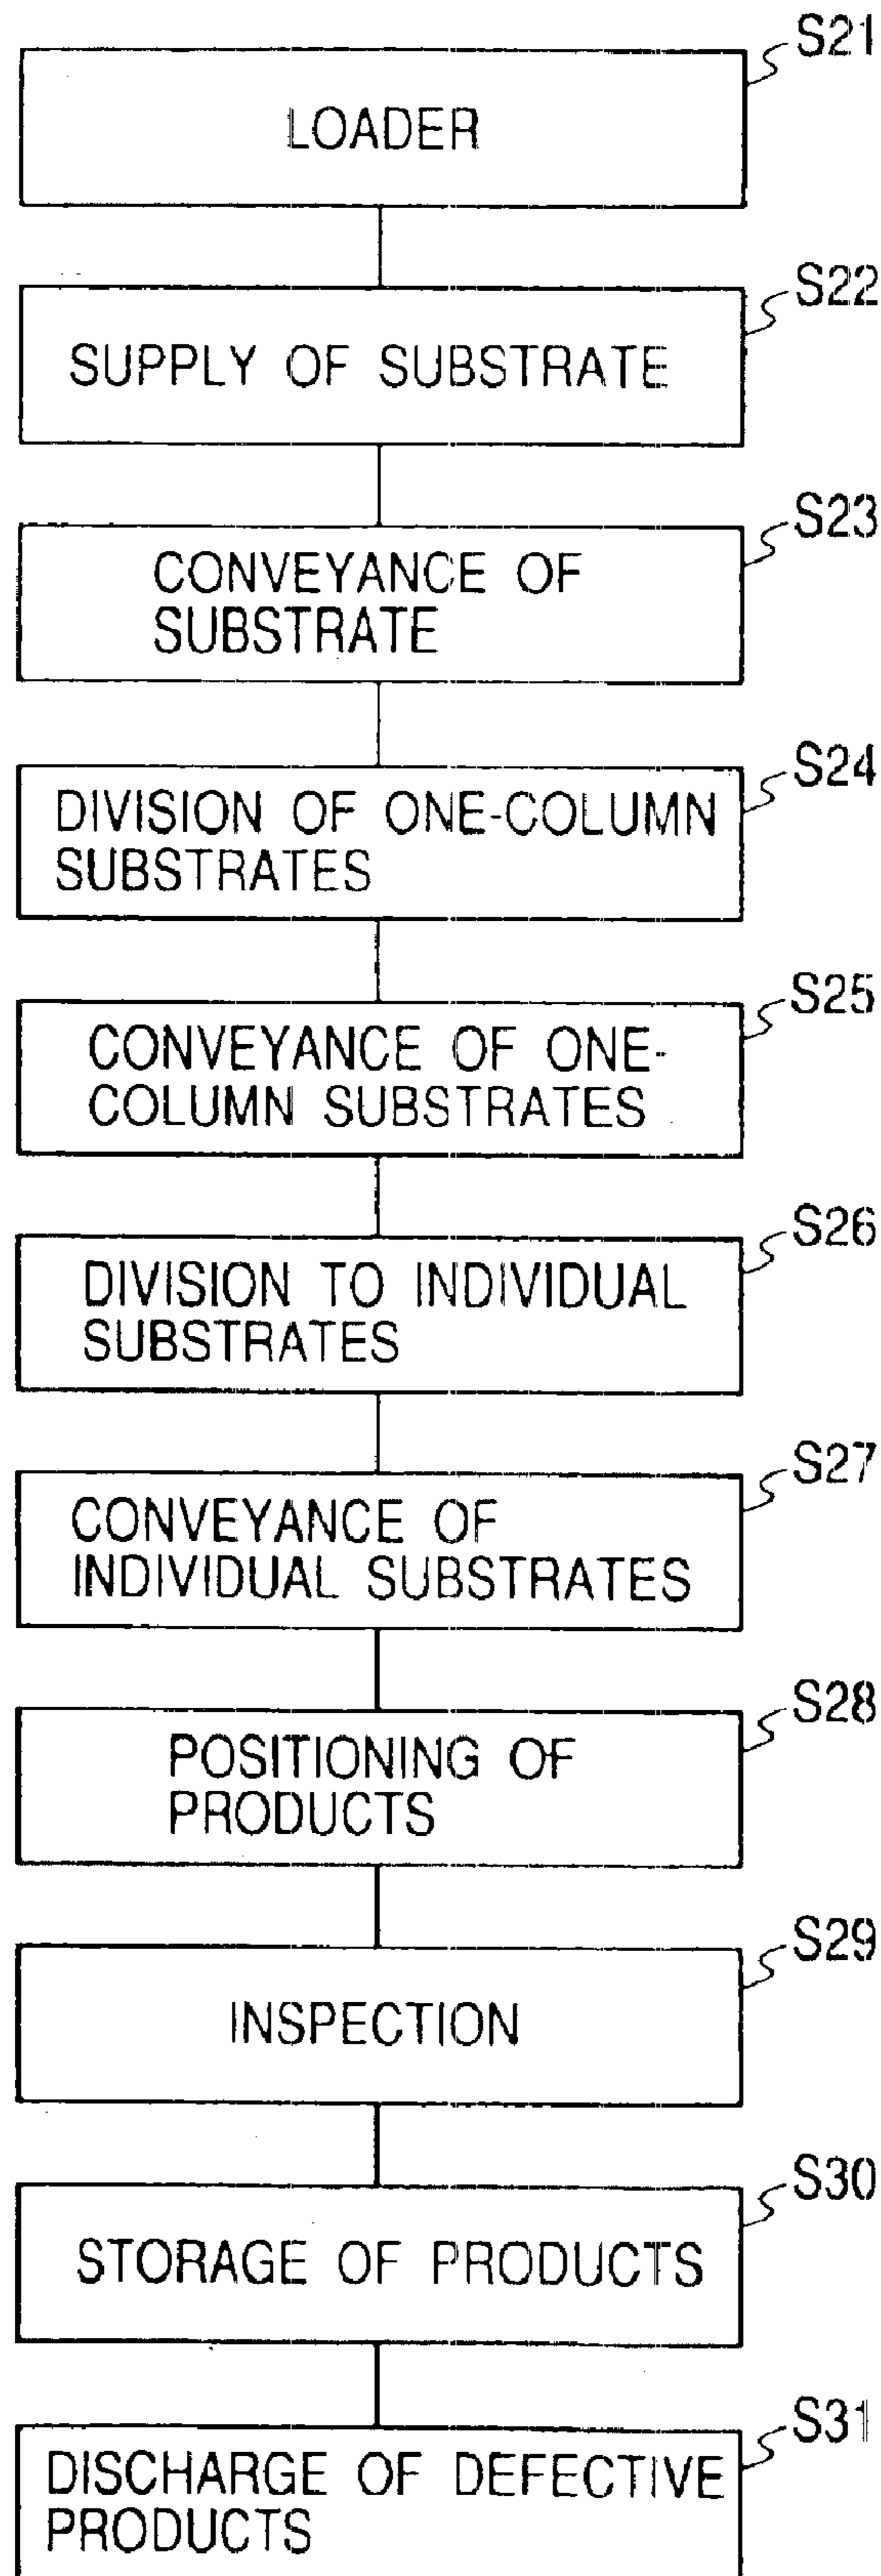 S21
LOADER
S22
SUPPLY OF SUBSTRATE
S23
CONVEYANCE OF
SUBSTRATE
S24
DIVISION OF ONE-COLUMN
SUBSTRATES
S25
CONVEYANCE OF ONE-
COLUMN SUBSTRATES
S26
DIVISION TO INDIVIDUAL
SUBSTRATES
S27
CONVEYANCE OF
INDIVIDUAL SUBSTRATES
S28
POSITIONING OF
PRODUCTS
S29
INSPECTION
S30
STORAGE OF PRODUCTS
S31
DISCHARGE OF DEFECTIVE
PRODUCTS